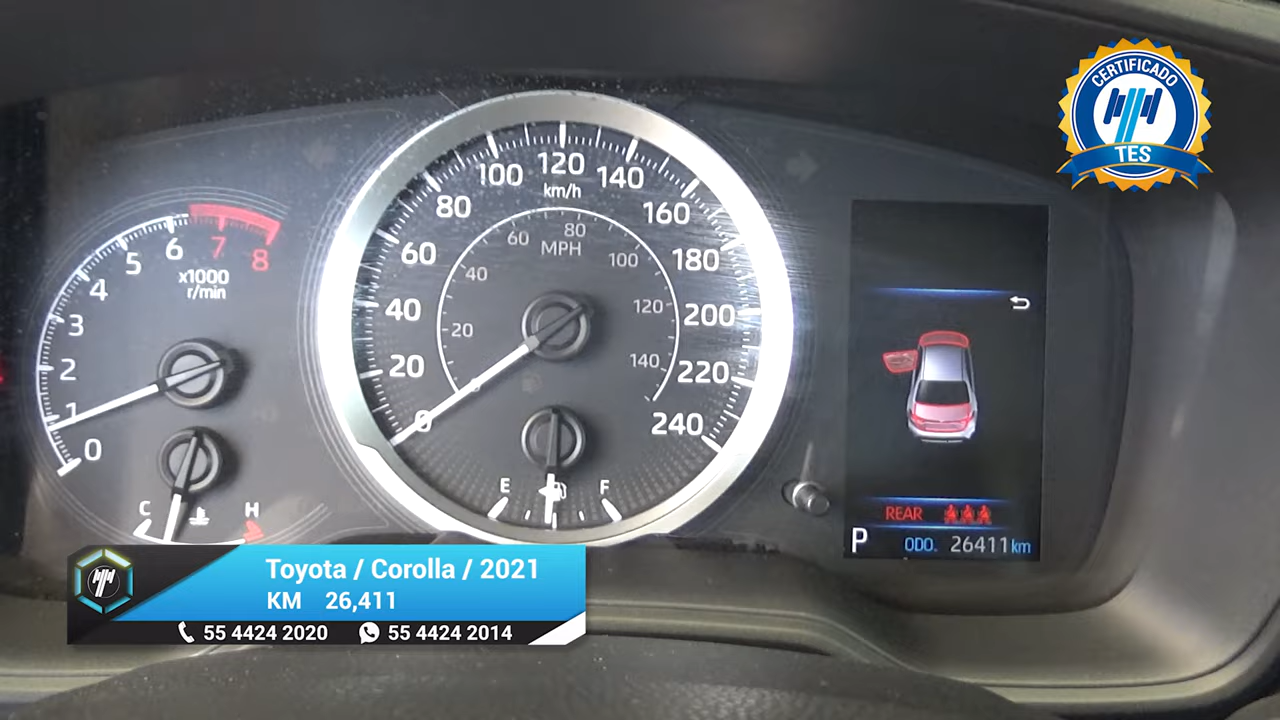 CERTIFICADO
TES
0
1
2
3
4
5
6
7
8
x1000
r/min
C
H
0
20
40
60
80
100
120
140
160
180
200
220
240
km/h
0
20
40
60
80
100
120
140
MPH
E
F
REAR
P
ODO. 26411 km
Toyota / Corolla / 2021
KM 26,411
55 4424 2020 55 4424 2014